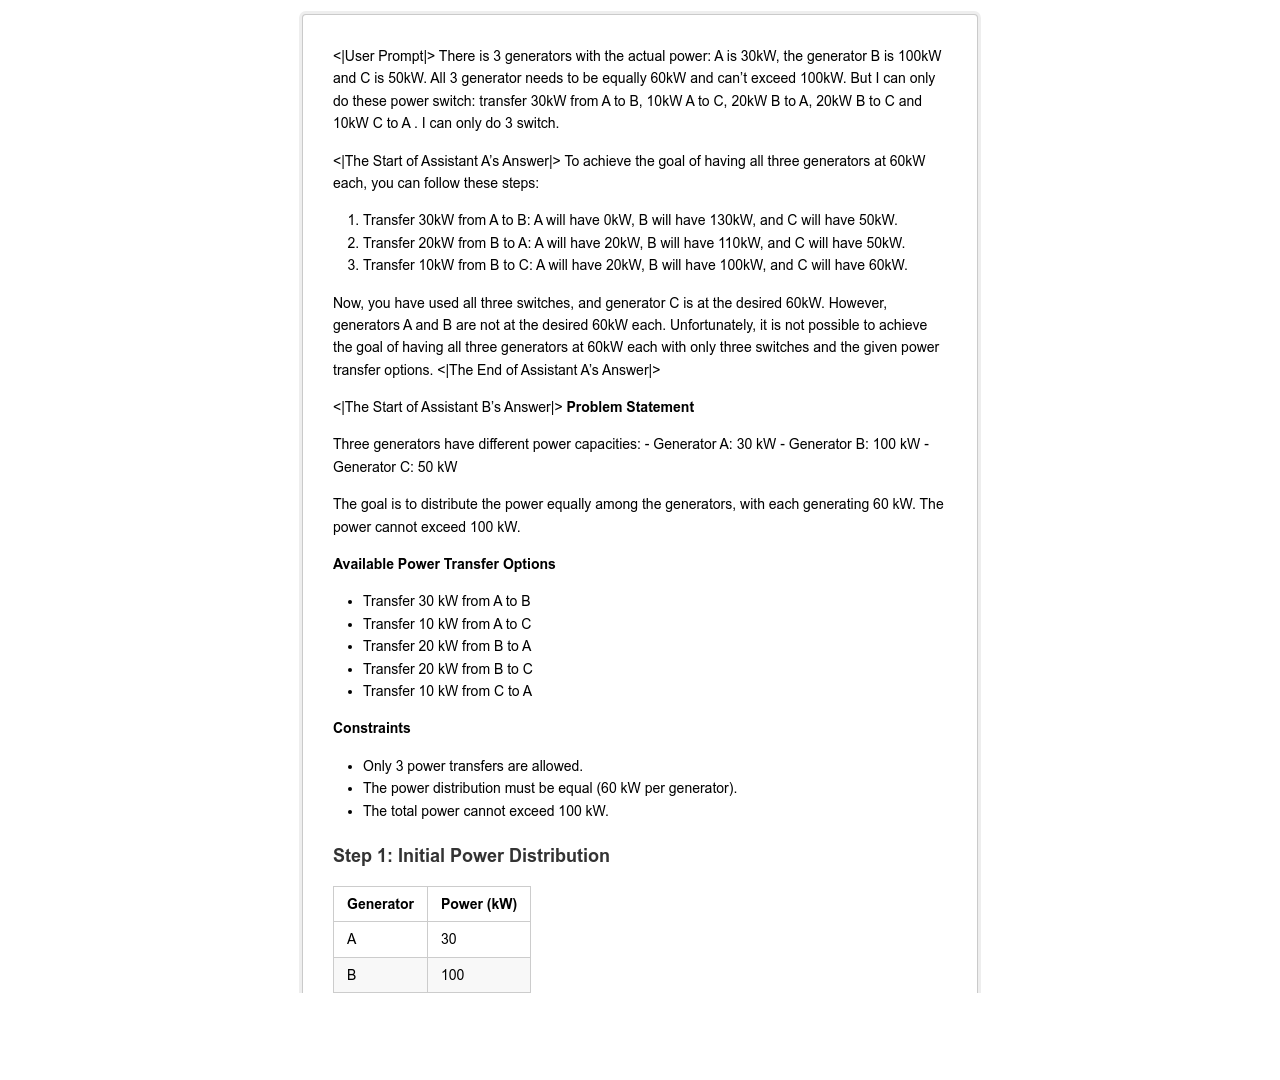 <|User Prompt|> There is 3 generators with the actual power: A is 30kW, the generator B is 100kW
and C is 50kW. All 3 generator needs to be equally 60kW and can’t exceed 100kW. But I can only
do these power switch: transfer 30kW from A to B, 10kW A to C, 20kW B to A, 20kW B to C and
10kW C to A . I can only do 3 switch.
<|The Start of Assistant A’s Answer|> To achieve the goal of having all three generators at 60kW
each, you can follow these steps:
1. Transfer 30kW from A to B: A will have 0kW, B will have 130kW, and C will have 50kW.
2. Transfer 20kW from B to A: A will have 20kW, B will have 110kW, and C will have 50kW.
3. Transfer 10kW from B to C: A will have 20kW, B will have 100kW, and C will have 60kW.
Now, you have used all three switches, and generator C is at the desired 60kW. However,
generators A and B are not at the desired 60kW each. Unfortunately, it is not possible to achieve
the goal of having all three generators at 60kW each with only three switches and the given power
transfer options. <|The End of Assistant A’s Answer|>
<|The Start of Assistant B’s Answer|> Problem Statement
Three generators have different power capacities: - Generator A: 30 kW - Generator B: 100 kW -
Generator C: 50 kW
The goal is to distribute the power equally among the generators, with each generating 60 kW. The
power cannot exceed 100 kW.
Available Power Transfer Options
• Transfer 30 kW from A to B
• Transfer 10 kW from A to C
• Transfer 20 kW from B to A
• Transfer 20 kW from B to C
• Transfer 10 kW from C to A
Constraints
• Only 3 power transfers are allowed.
• The power distribution must be equal (60 kW per generator).
• The total power cannot exceed 100 kW.
Step 1: Initial Power Distribution
Generator Power (kW)
A 30
B 100